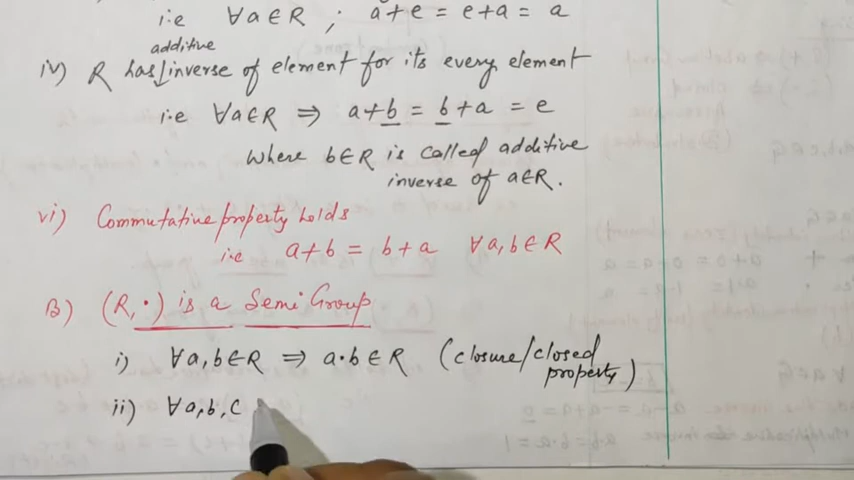 i.e ∀a∈R ; a+e = e+a = a
additive
iv) R has inverse of element for its every element
i.e ∀a∈R ⇒ a+b = b+a = e
where b∈R is called additive
inverse of a∈R.
vi) Commutative property holds
i.e a+b = b+a ∀a,b∈R
B) (R,·) is a Semi Group
i) ∀a,b∈R ⇒ a·b∈R (closure/closed
property)
ii) ∀a,b,c